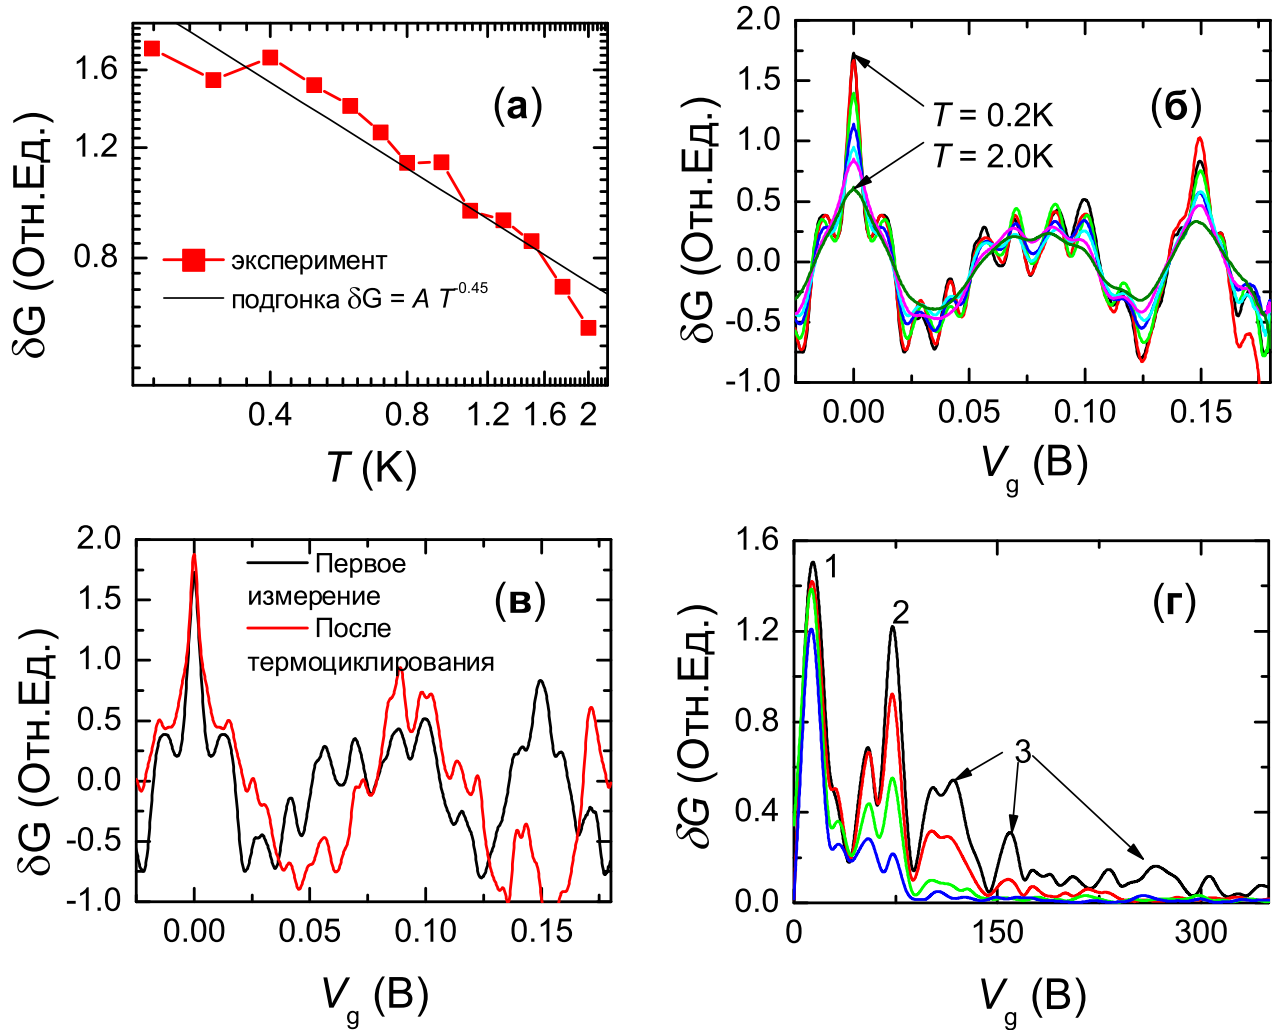 1.6
1.2
0.8
δG (Отн.Ед.)
(а)
эксперимент
подгонка δG = A T^-0.45
0.4 0.8 1.2 1.6 2
T (K)
2.0
1.5
1.0
0.5
0.0
-0.5
-1.0
δG (Отн.Ед.)
(б)
T = 0.2K
T = 2.0K
0.00 0.05 0.10 0.15
Vg (В)
2.0
1.5
1.0
0.5
0.0
-0.5
-1.0
δG (Отн.Ед.)
Первое
измерение
После
термоциклирования
(в)
0.00 0.05 0.10 0.15
Vg (В)
1.6
1.2
0.8
0.4
0.0
δG (Отн.Ед.)
1
2
3
(г)
0 150 300
Vg (В)